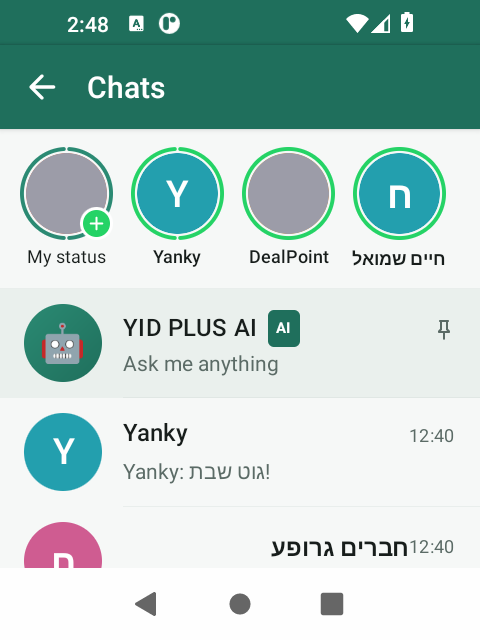 2:48
Chats
My status
Yanky
DealPoint
חיים שמואל
Y
ח
YID PLUS AI AI
Ask me anything
Y
Yanky 12:40
Yanky: גוט שבת!
ח
חברים גרופע 12:40